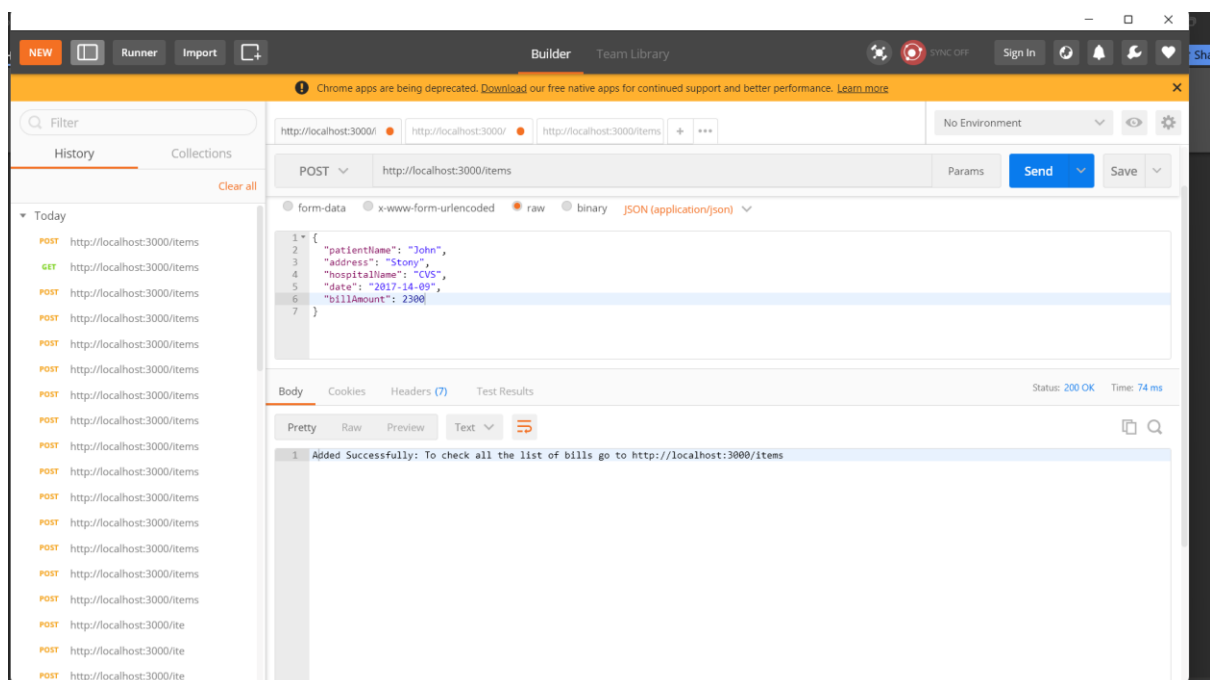 NEW Runner Import Builder Team Library SYNC OFF Sign In Sha
Chrome apps are being deprecated. Download our free native apps for continued support and better performance. Learn more
Filter
History Collections
Clear all
Today
POST http://localhost:3000/items
GET http://localhost:3000/items
POST http://localhost:3000/items
POST http://localhost:3000/items
POST http://localhost:3000/items
POST http://localhost:3000/items
POST http://localhost:3000/items
POST http://localhost:3000/items
POST http://localhost:3000/items
POST http://localhost:3000/items
POST http://localhost:3000/items
POST http://localhost:3000/items
POST http://localhost:3000/items
POST http://localhost:3000/items
POST http://localhost:3000/items
POST http://localhost:3000/ite
POST http://localhost:3000/ite
POST http://localhost:3000/ite
http://localhost:3000/i http://localhost:3000/ http://localhost:3000/items No Environment
POST http://localhost:3000/items Params Send Save
form-data x-www-form-urlencoded raw binary JSON (application/json)
1 {
2 "patientName": "John",
3 "address": "Stony",
4 "hospitalName": "CVS",
5 "date": "2017-14-09",
6 "billAmount": 2300
7 }
Body Cookies Headers (7) Test Results Status: 200 OK Time: 74 ms
Pretty Raw Preview Text
1 Added Successfully: To check all the list of bills go to http://localhost:3000/items